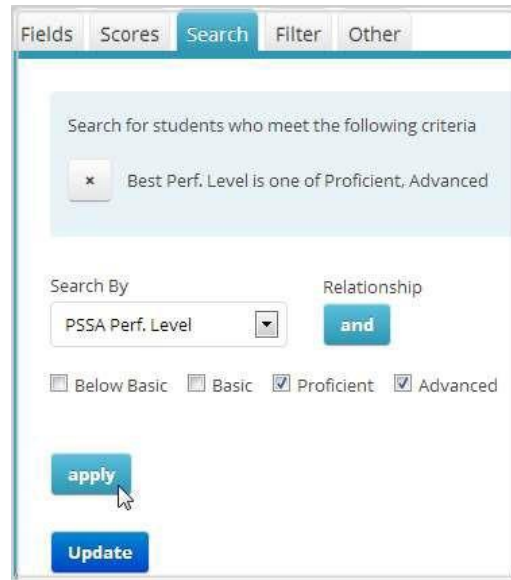 Fields Scores Search Filter Other
Search for students who meet the following criteria
× Best Perf. Level is one of Proficient, Advanced
Search By Relationship
PSSA Perf. Level and
Below Basic Basic Proficient Advanced
apply
Update